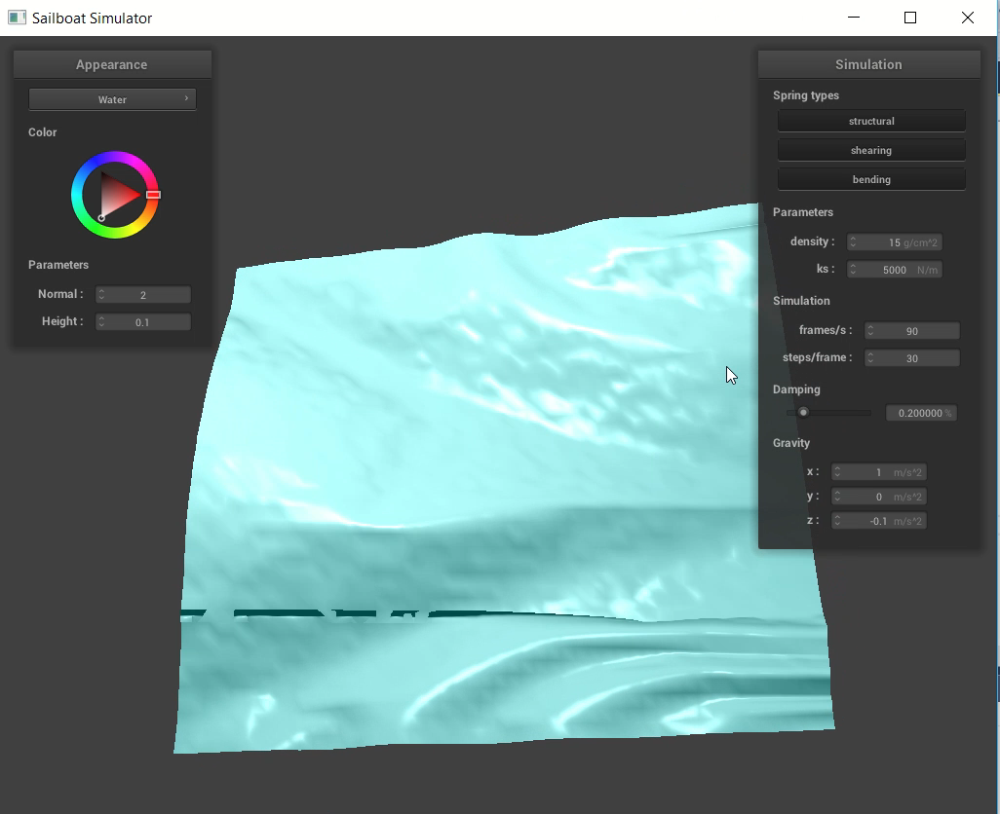 Sailboat Simulator
Appearance
Water
Color
Parameters
Normal : 2
Height : 0.1
Simulation
Spring types
structural
shearing
bending
Parameters
density : 15 g/cm^2
ks : 5000 N/m
Simulation
frames/s : 90
steps/frame : 30
Damping
0.200000 %
Gravity
x : 1 m/s^2
y : 0 m/s^2
z : -0.1 m/s^2